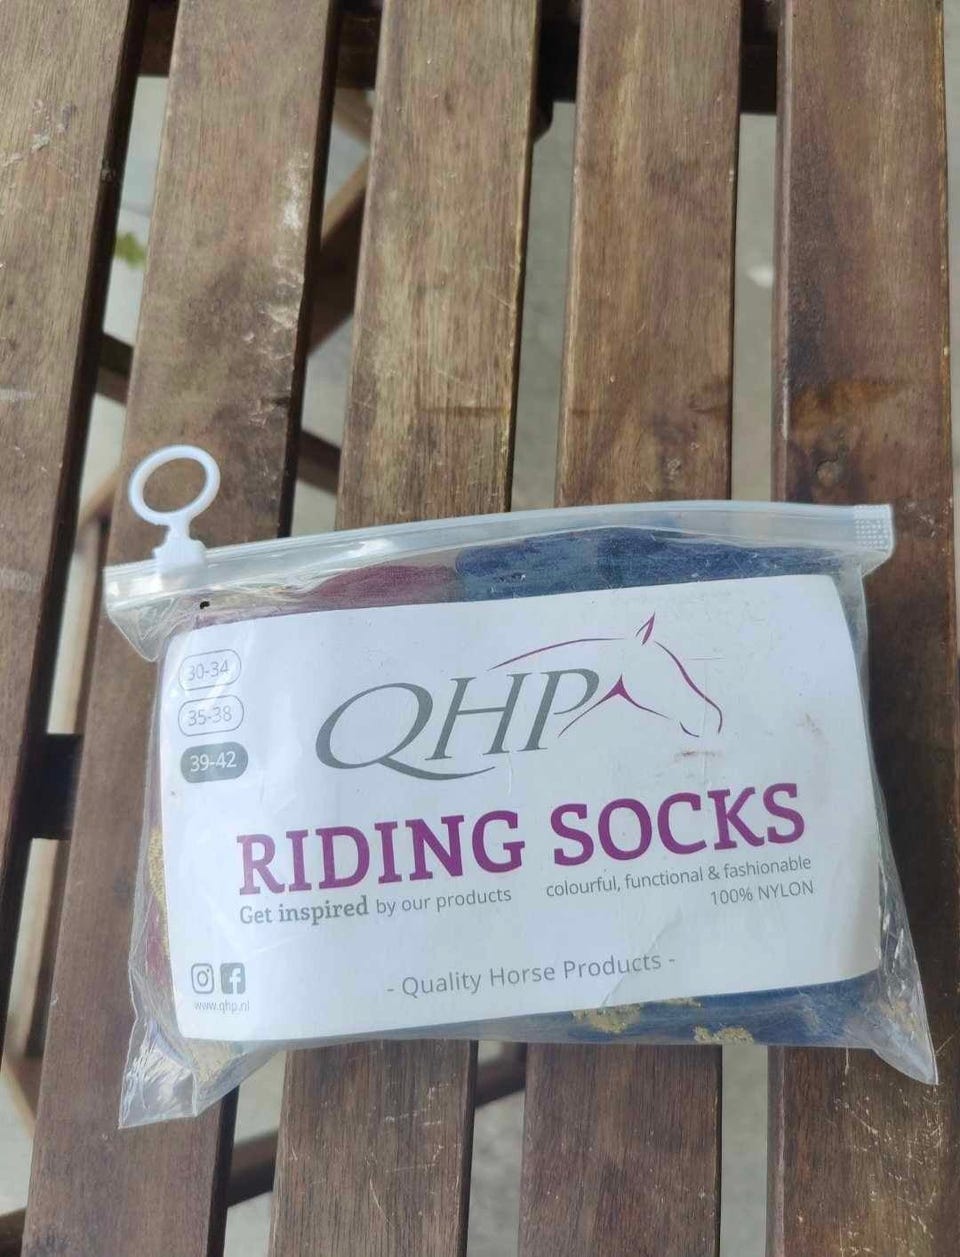 30-34
35-38
39-42
QHP
RIDING SOCKS
Get inspired by our products
colourful, functional & fashionable
100% NYLON
- Quality Horse Products -
www.qhp.nl